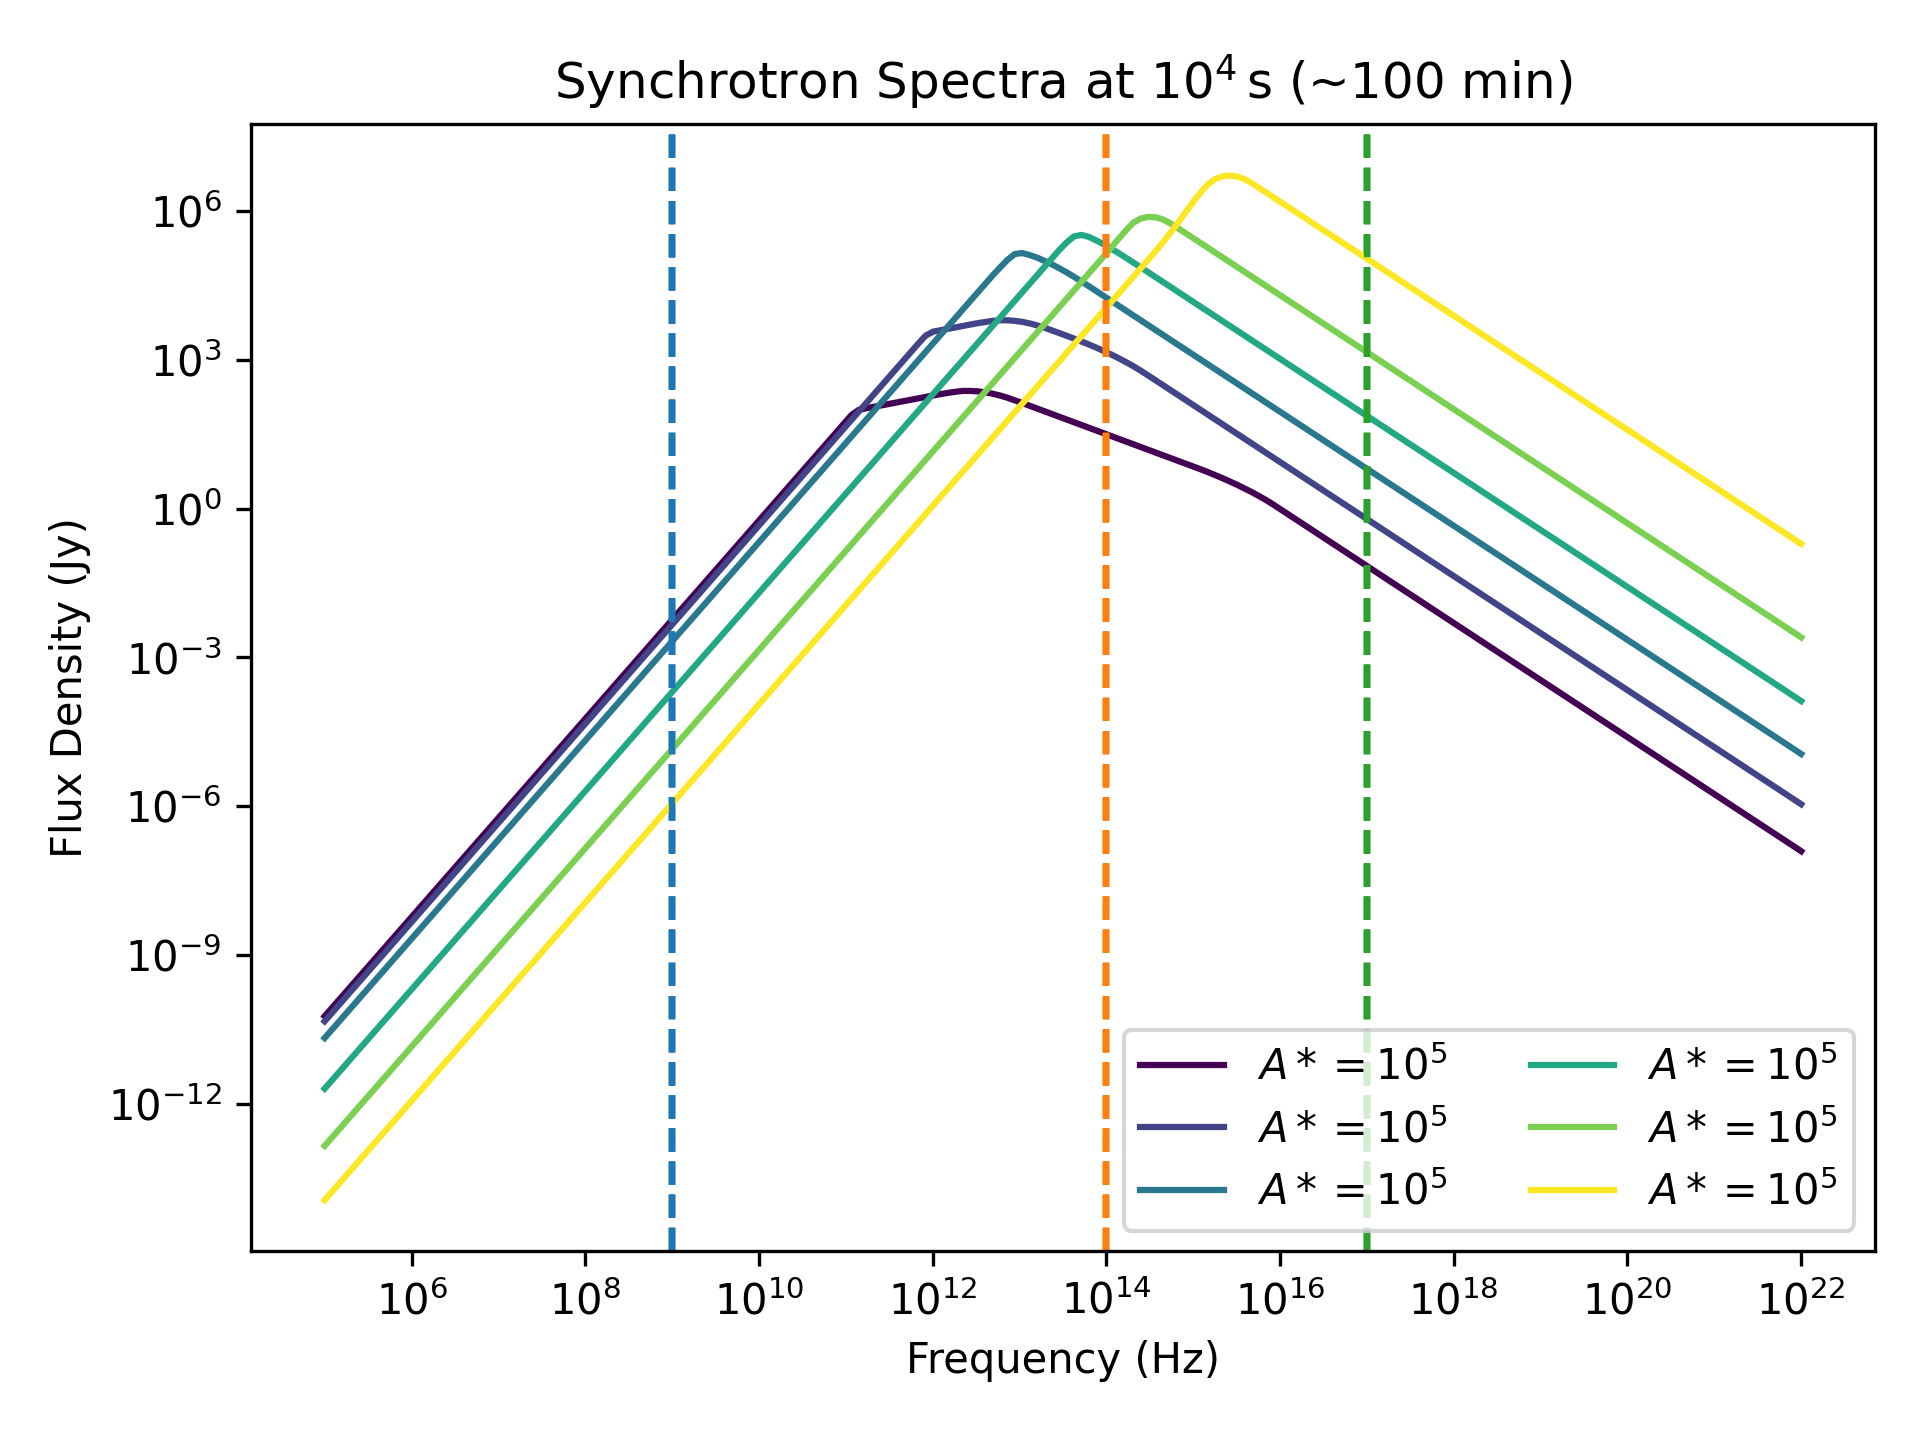 Synchrotron Spectra at 10⁴ s (~100 min)
Flux Density (Jy)
10⁶
10³
10⁰
10⁻³
10⁻⁶
10⁻⁹
10⁻¹²
A* = 10⁵
A* = 10⁵
A* = 10⁵
A* = 10⁵
A* = 10⁵
A* = 10⁵
10⁶ 10⁸ 10¹⁰ 10¹² 10¹⁴ 10¹⁶ 10¹⁸ 10²⁰ 10²²
Frequency (Hz)